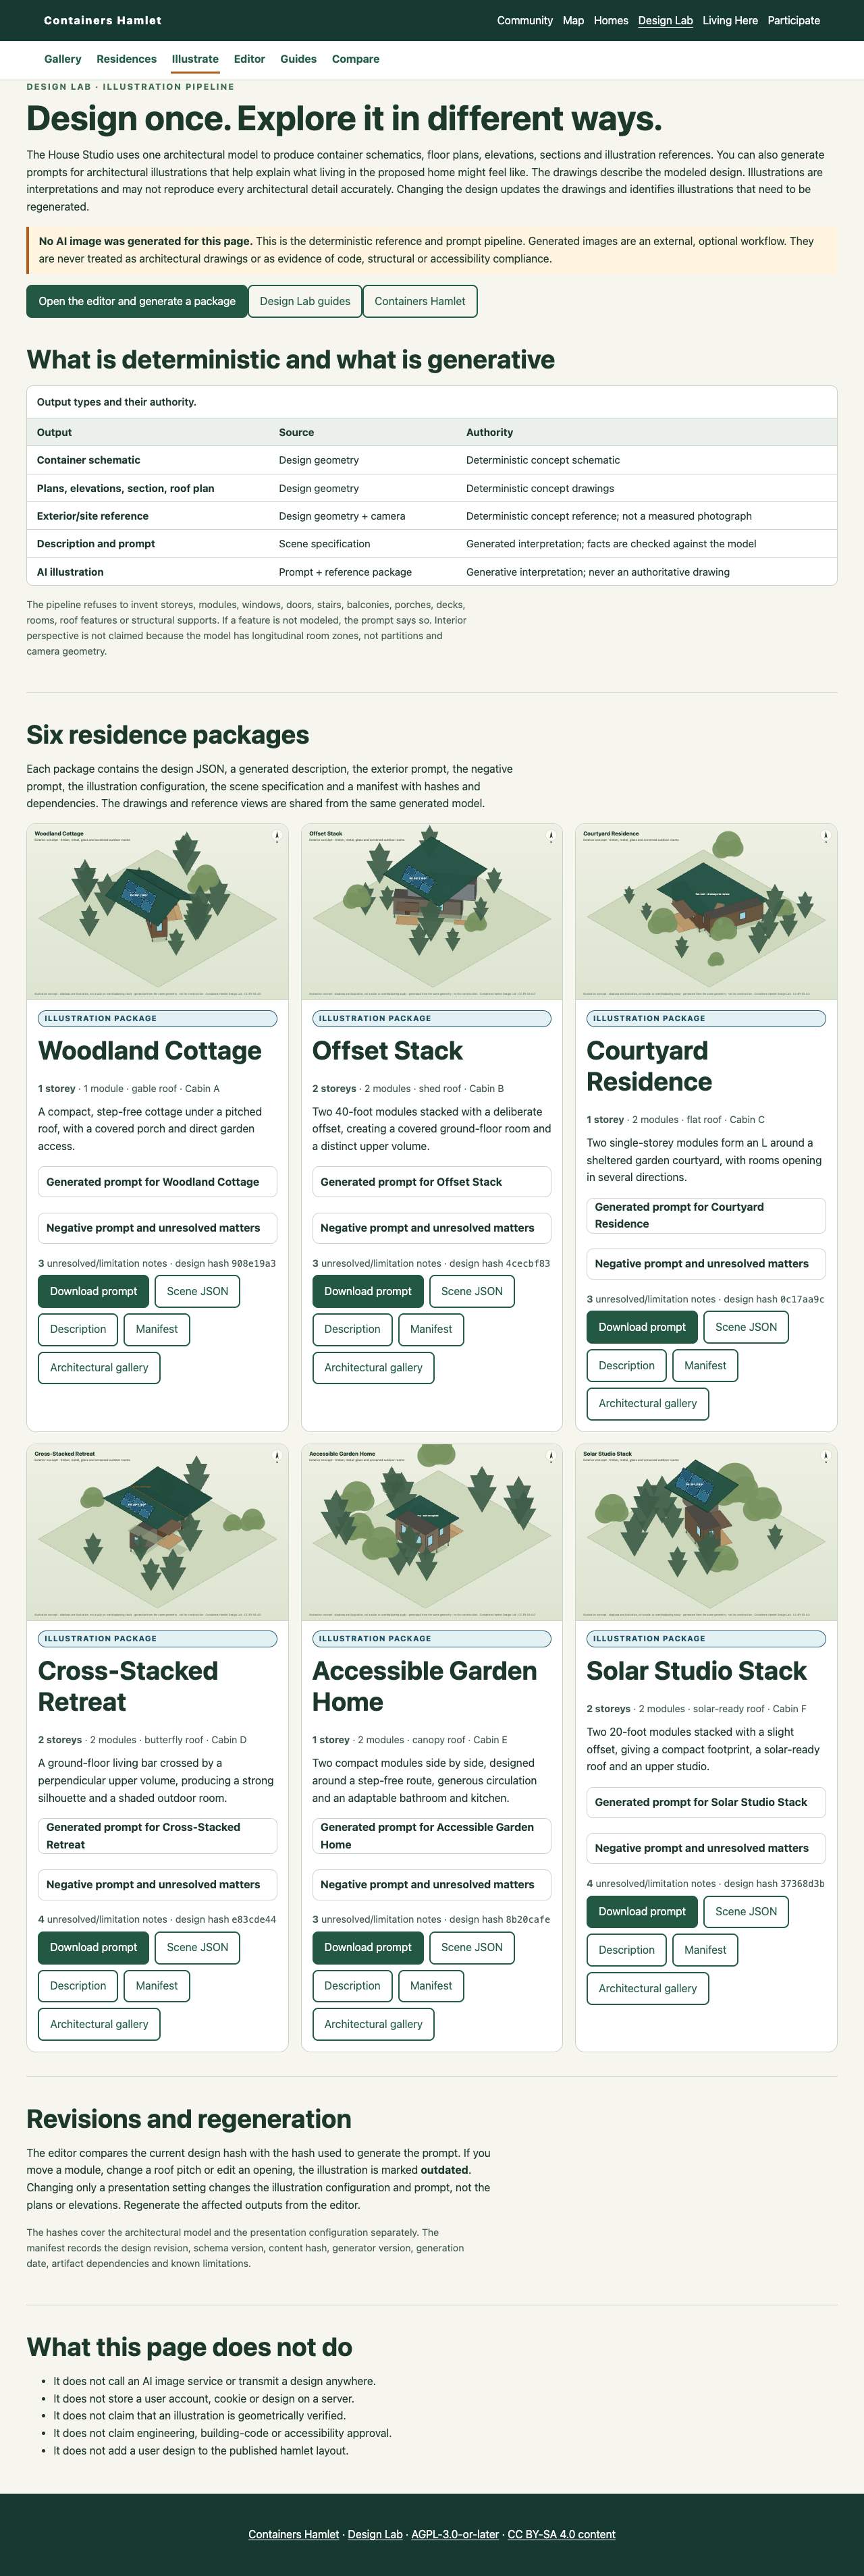 Containers Hamlet
Community Map Homes Design Lab Living Here Participate
Gallery Residences Illustrate Editor Guides Compare
DESIGN LAB · ILLUSTRATION PIPELINE
Design once. Explore it in different ways.
The House Studio uses one architectural model to produce container schematics, floor plans, elevations, sections and illustration references. You can also generate
prompts for architectural illustrations that help explain what living in the proposed home might feel like. The drawings describe the modeled design. Illustrations are
interpretations and may not reproduce every architectural detail accurately. Changing the design updates the drawings and identifies illustrations that need to be
regenerated.
No AI image was generated for this page. This is the deterministic reference and prompt pipeline. Generated images are an external, optional workflow. They
are never treated as architectural drawings or as evidence of code, structural or accessibility compliance.
Open the editor and generate a package Design Lab guides Containers Hamlet
What is deterministic and what is generative
Output types and their authority.
Output Source Authority
Container schematic Design geometry Deterministic concept schematic
Plans, elevations, section, roof plan Design geometry Deterministic concept drawings
Exterior/site reference Design geometry + camera Deterministic concept reference; not a measured photograph
Description and prompt Scene specification Generated interpretation; facts are checked against the model
AI illustration Prompt + reference package Generative interpretation; never an authoritative drawing
The pipeline refuses to invent storeys, modules, windows, doors, stairs, balconies, porches, decks,
rooms, roof features or structural supports. If a feature is not modeled, the prompt says so. Interior
perspective is not claimed because the model has longitudinal room zones, not partitions and
camera geometry.
Six residence packages
Each package contains the design JSON, a generated description, the exterior prompt, the negative
prompt, the illustration configuration, the scene specification and a manifest with hashes and
dependencies. The drawings and reference views are shared from the same generated model.
Woodland Cottage
ILLUSTRATION PACKAGE
Woodland Cottage
1 storey · 1 module · gable roof · Cabin A
A compact, step-free cottage under a pitched
roof, with a covered porch and direct garden
access.
Generated prompt for Woodland Cottage
Negative prompt and unresolved matters
3 unresolved/limitation notes · design hash 908e19a3
Download prompt Scene JSON
Description Manifest
Architectural gallery
Offset Stack
ILLUSTRATION PACKAGE
Offset Stack
2 storeys · 2 modules · shed roof · Cabin B
Two 40-foot modules stacked with a deliberate
offset, creating a covered ground-floor room and
a distinct upper volume.
Generated prompt for Offset Stack
Negative prompt and unresolved matters
3 unresolved/limitation notes · design hash 4cecbf83
Download prompt Scene JSON
Description Manifest
Architectural gallery
Courtyard Residence
ILLUSTRATION PACKAGE
Courtyard
Residence
1 storey · 2 modules · flat roof · Cabin C
Two single-storey modules form an L around a
sheltered garden courtyard, with rooms opening
in several directions.
Generated prompt for Courtyard
Residence
Negative prompt and unresolved matters
3 unresolved/limitation notes · design hash 0c17aa9c
Download prompt Scene JSON
Description Manifest
Architectural gallery
Cross-Stacked Retreat
ILLUSTRATION PACKAGE
Cross-Stacked
Retreat
2 storeys · 2 modules · butterfly roof · Cabin D
A ground-floor living bar crossed by a
perpendicular upper volume, producing a strong
silhouette and a shaded outdoor room.
Generated prompt for Cross-Stacked
Retreat
Negative prompt and unresolved matters
4 unresolved/limitation notes · design hash e83cde44
Download prompt Scene JSON
Description Manifest
Architectural gallery
Accessible Garden Home
ILLUSTRATION PACKAGE
Accessible Garden
Home
1 storey · 2 modules · canopy roof · Cabin E
Two compact modules side by side, designed
around a step-free route, generous circulation
and an adaptable bathroom and kitchen.
Generated prompt for Accessible Garden
Home
Negative prompt and unresolved matters
3 unresolved/limitation notes · design hash 8b20cafe
Download prompt Scene JSON
Description Manifest
Architectural gallery
Solar Studio Stack
ILLUSTRATION PACKAGE
Solar Studio Stack
2 storeys · 2 modules · solar-ready roof · Cabin F
Two 20-foot modules stacked with a slight
offset, giving a compact footprint, a solar-ready
roof and an upper studio.
Generated prompt for Solar Studio Stack
Negative prompt and unresolved matters
4 unresolved/limitation notes · design hash 37368d3b
Download prompt Scene JSON
Description Manifest
Architectural gallery
Revisions and regeneration
The editor compares the current design hash with the hash used to generate the prompt. If you
move a module, change a roof pitch or edit an opening, the illustration is marked outdated.
Changing only a presentation setting changes the illustration configuration and prompt, not the
plans or elevations. Regenerate the affected outputs from the editor.
The hashes cover the architectural model and the presentation configuration separately. The
manifest records the design revision, schema version, content hash, generator version, generation
date, artifact dependencies and known limitations.
What this page does not do
• It does not call an AI image service or transmit a design anywhere.
• It does not store a user account, cookie or design on a server.
• It does not claim that an illustration is geometrically verified.
• It does not claim engineering, building-code or accessibility approval.
• It does not add a user design to the published hamlet layout.
Containers Hamlet · Design Lab · AGPL-3.0-or-later · CC BY-SA 4.0 content